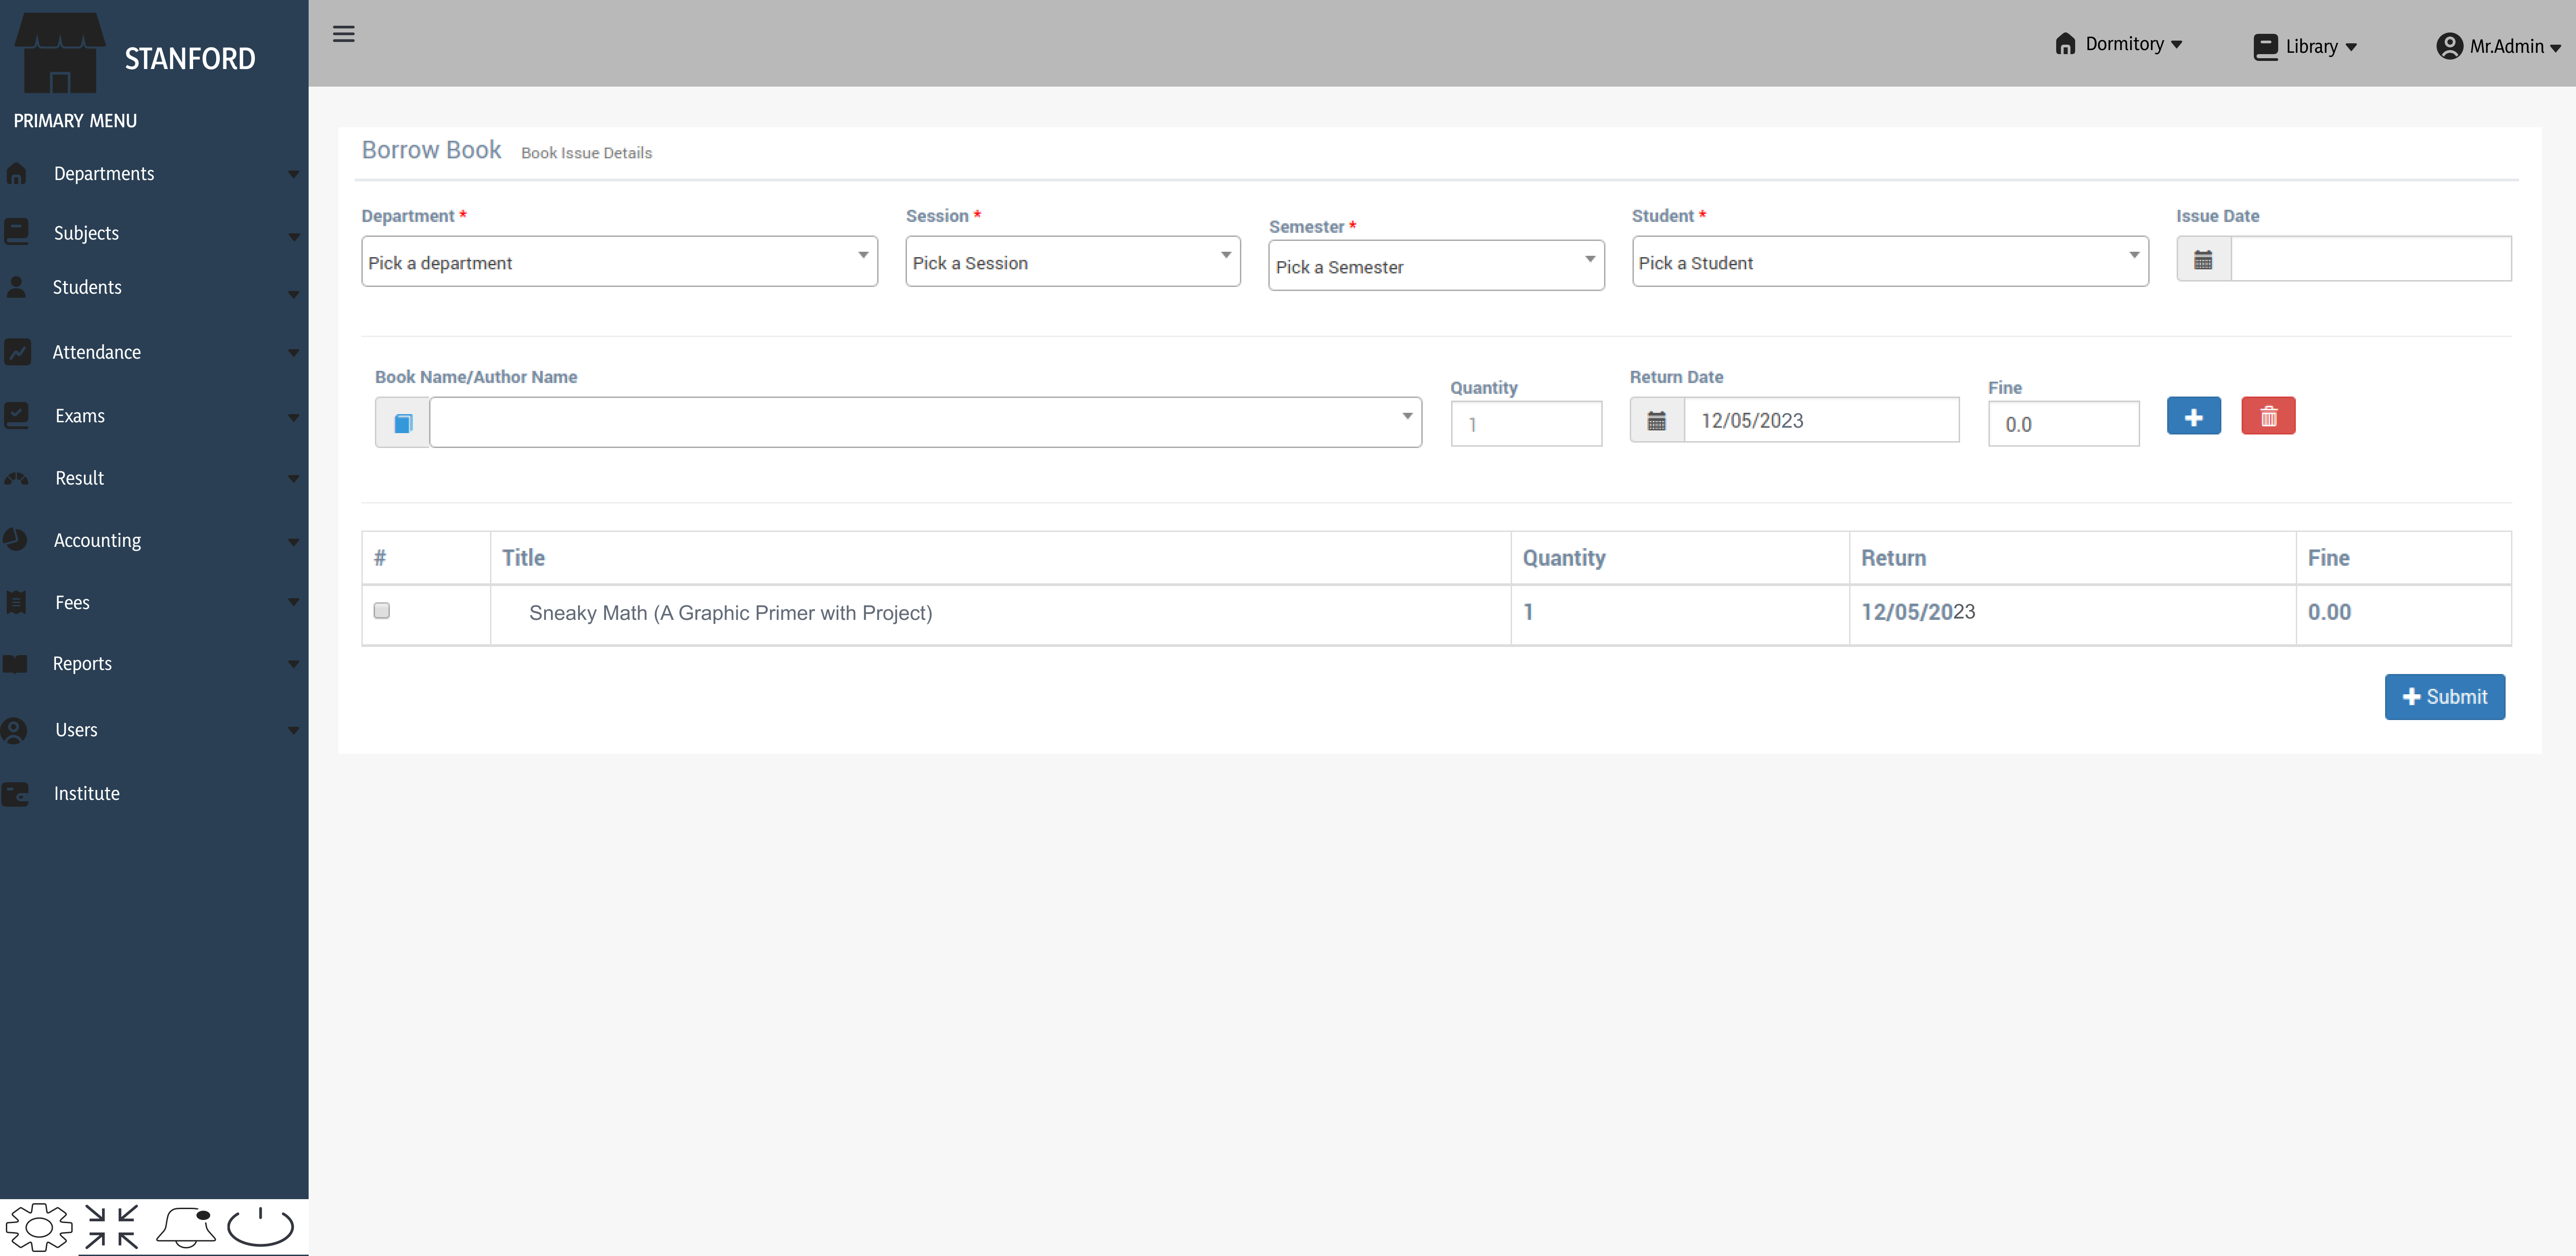 STANFORD
PRIMARY MENU
Departments
Subjects
Students
Attendance
Exams
Result
Accounting
Fees
Reports
Users
Institute
Dormitory
Library
Mr.Admin
Borrow Book Book Issue Details
Department * Session * Semester * Student * Issue Date
Pick a department Pick a Session Pick a Semester Pick a Student
Book Name/Author Name Quantity Return Date Fine
1 12/05/2023 0.0
# Title Quantity Return Fine
Sneaky Math (A Graphic Primer with Project) 1 12/05/2023 0.00
Submit